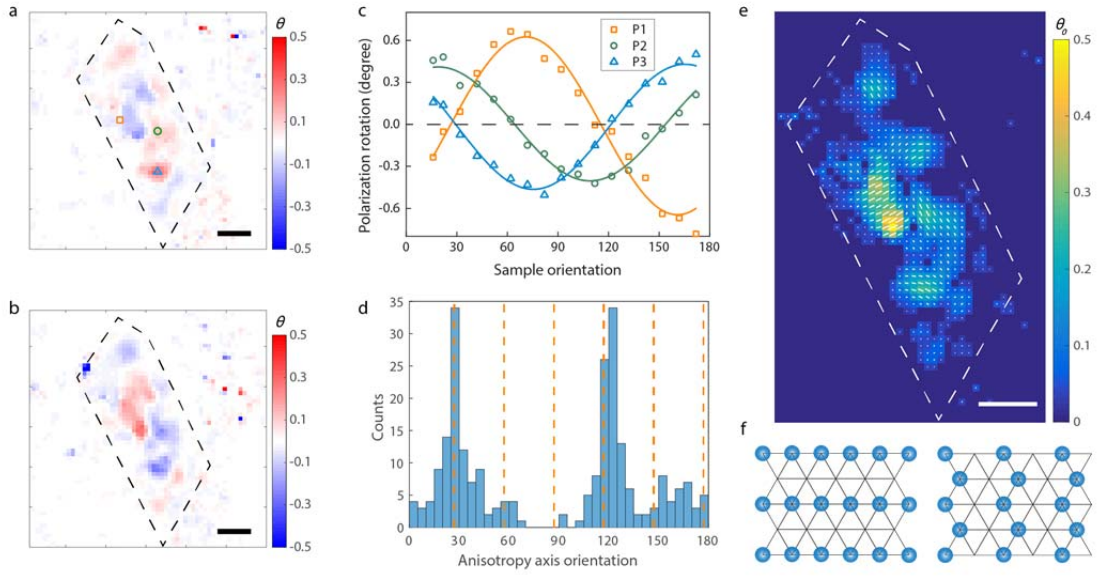 a
θ
0.5
0.3
0.1
-0.1
-0.3
-0.5
b
θ
0.5
0.3
0.1
-0.1
-0.3
-0.5
c
Polarization rotation (degree)
0.6
0.3
0.0
-0.3
-0.6
P1
P2
P3
0 30 60 90 120 150 180
Sample orientation
d
Counts
35
30
25
20
15
10
5
0
0 30 60 90 120 150 180
Anisotropy axis orientation
e
θ₀
0.5
0.4
0.3
0.2
0.1
0
f